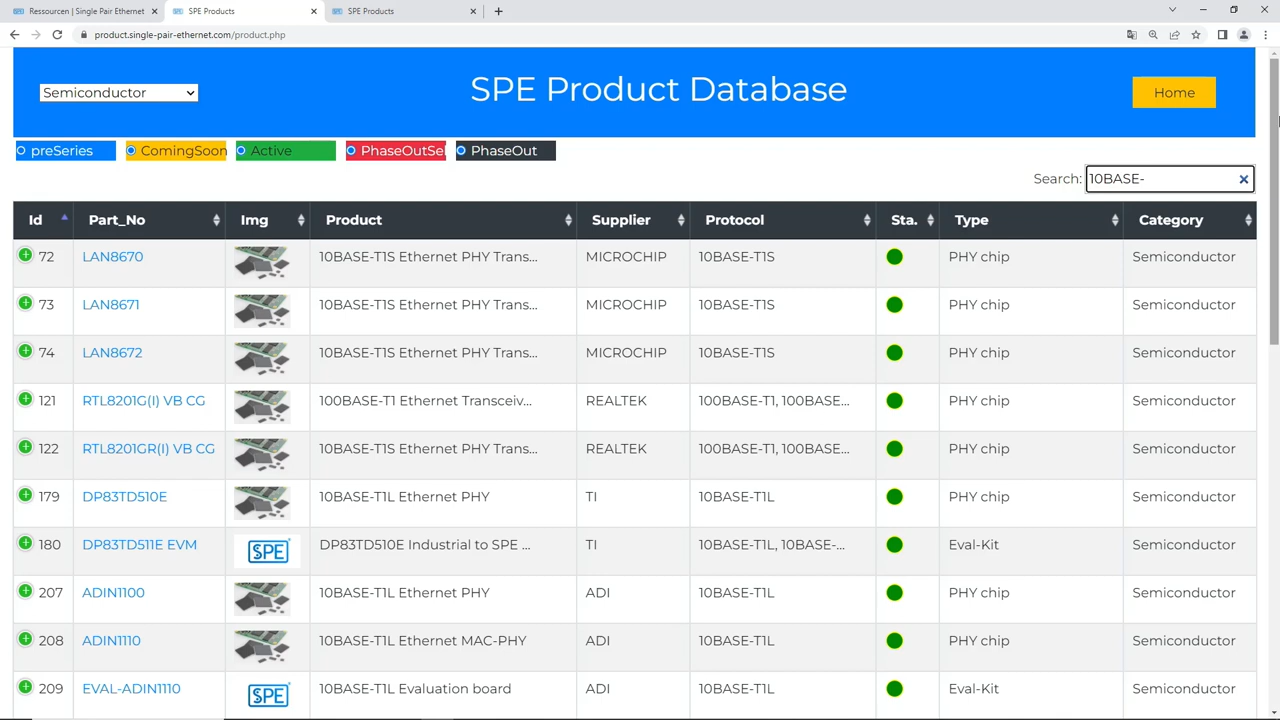 Ressourcen | Single Pair Ethernet
SPE Products
SPE Products
product.single-pair-ethernet.com/product.php
Semiconductor
SPE Product Database
Home
preSeries
ComingSoon
Active
PhaseOutSel
PhaseOut
Search: 10BASE-
Id Part_No Img Product Supplier Protocol Sta. Type Category
72 LAN8670 10BASE-T1S Ethernet PHY Trans... MICROCHIP 10BASE-T1S PHY chip Semiconductor
73 LAN8671 10BASE-T1S Ethernet PHY Trans... MICROCHIP 10BASE-T1S PHY chip Semiconductor
74 LAN8672 10BASE-T1S Ethernet PHY Trans... MICROCHIP 10BASE-T1S PHY chip Semiconductor
121 RTL8201G(I) VB CG 100BASE-T1 Ethernet Transceiv... REALTEK 100BASE-T1, 100BASE... PHY chip Semiconductor
122 RTL8201GR(I) VB CG 10BASE-T1S Ethernet PHY Trans... REALTEK 100BASE-T1, 100BASE... PHY chip Semiconductor
179 DP83TD510E 10BASE-T1L Ethernet PHY TI 10BASE-T1L PHY chip Semiconductor
180 DP83TD511E EVM SPE DP83TD510E Industrial to SPE ... TI 10BASE-T1L, 10BASE-... Eval-Kit Semiconductor
207 ADIN1100 10BASE-T1L Ethernet PHY ADI 10BASE-T1L PHY chip Semiconductor
208 ADIN1110 10BASE-T1L Ethernet MAC-PHY ADI 10BASE-T1L PHY chip Semiconductor
209 EVAL-ADIN1110 SPE 10BASE-T1L Evaluation board ADI 10BASE-T1L Eval-Kit Semiconductor